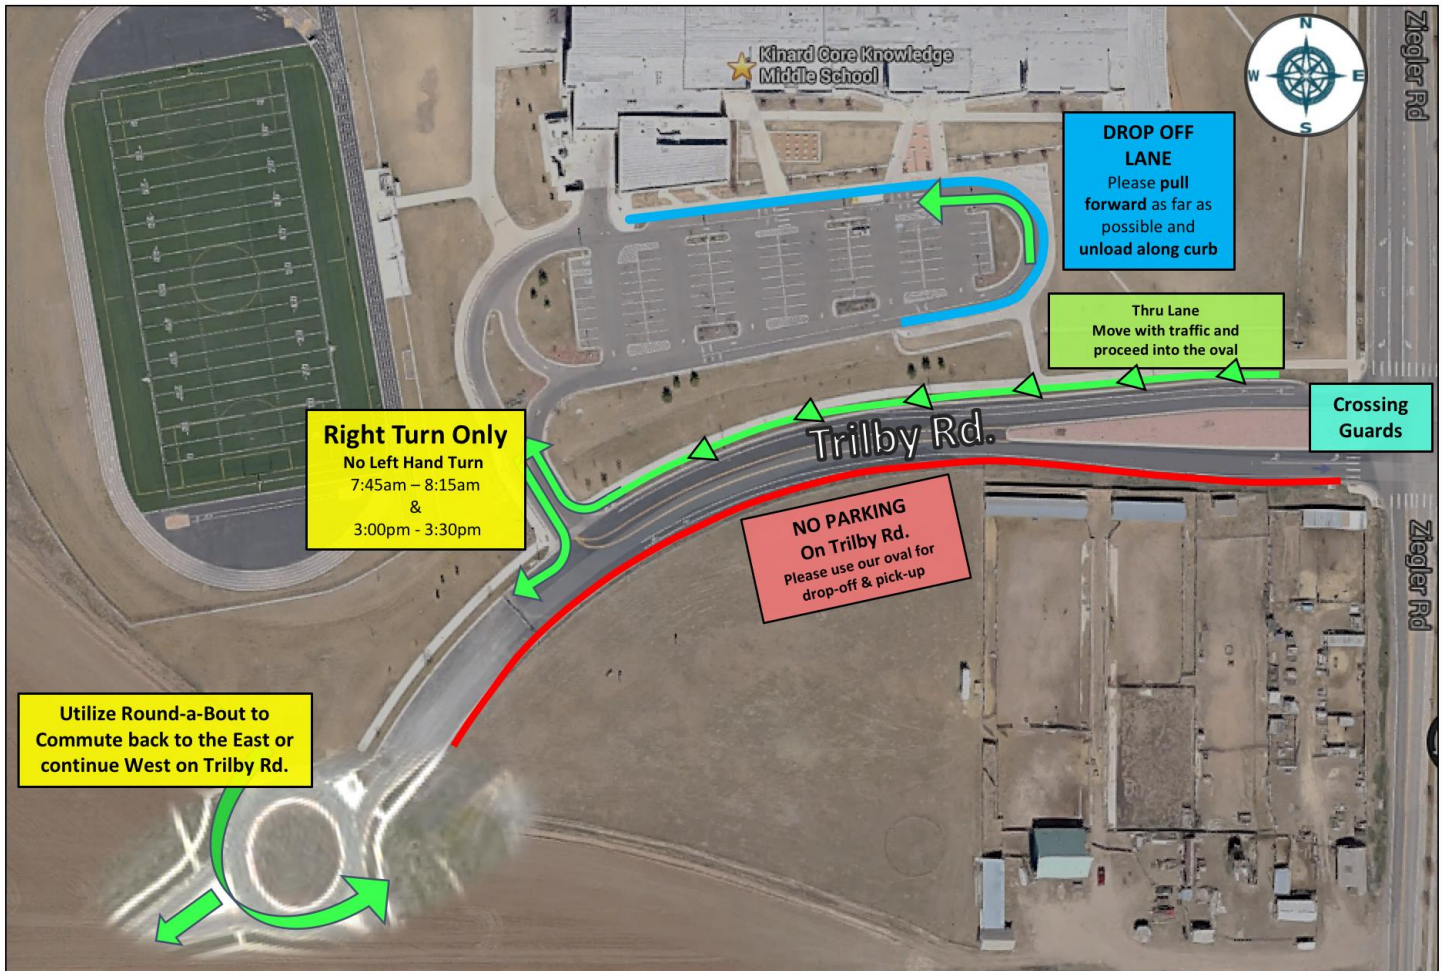 Ziegler Rd
N
W
E
S
Kinard Core Knowledge
Middle School
DROP OFF
LANE
Please pull
forward as far as
possible and
unload along curb
Thru Lane
Move with traffic and
proceed into the oval
Crossing
Guards
Trilby Rd.
Right Turn Only
No Left Hand Turn
7:45am – 8:15am
&
3:00pm - 3:30pm
NO PARKING
On Trilby Rd.
Please use our oval for
drop-off & pick-up
Ziegler Rd
Utilize Round-a-Bout to
Commute back to the East or
continue West on Trilby Rd.